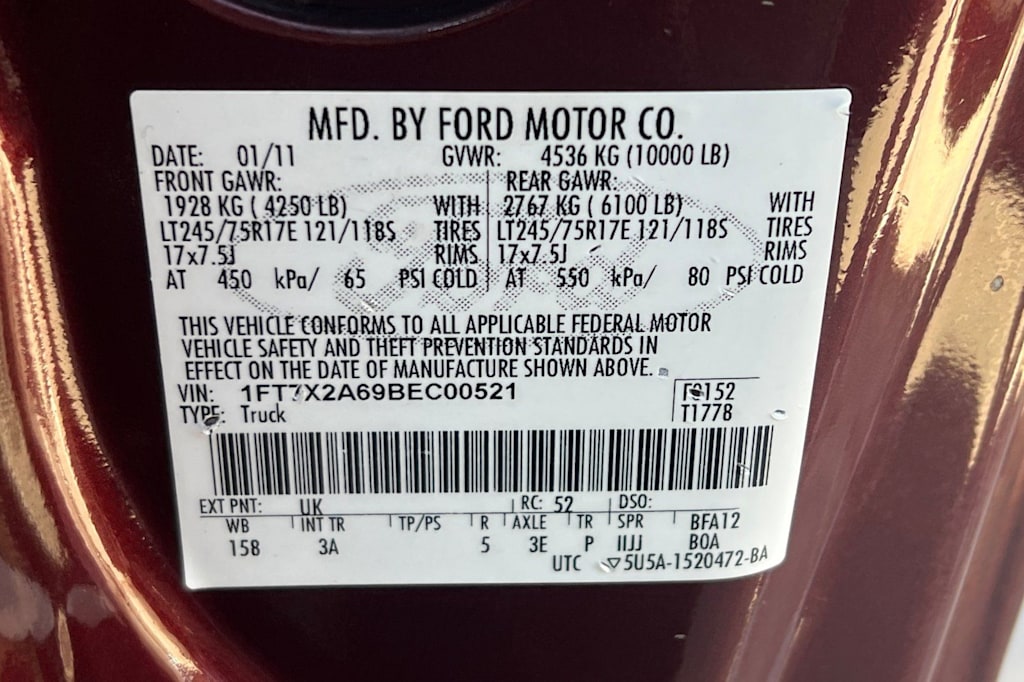 MFD. BY FORD MOTOR CO.
DATE: 01/11 GVWR: 4536 KG (10000 LB)
FRONT GAWR: REAR GAWR:
1928 KG ( 4250 LB) WITH 2767 KG ( 6100 LB) WITH
LT245/75R17E 121/118S TIRES LT245/75R17E 121/118S TIRES
17x7.5J RIMS 17x7.5J RIMS
AT 450 kPa/ 65 PSI COLD AT 550 kPa/ 80 PSI COLD
THIS VEHICLE CONFORMS TO ALL APPLICABLE FEDERAL MOTOR
VEHICLE SAFETY AND THEFT PREVENTION STANDARDS IN
EFFECT ON THE DATE OF MANUFACTURE SHOWN ABOVE.
VIN: 1FT7X2A69BEC00521
TYPE: Truck T1778
EXT PNT: UK RC: 52 DSO:
WB INT TR TP/PS R AXLE TR SPR BFA12
158 3A 5 3E P IIJJ BOA
UTC ▽5U5A-1520472-BA